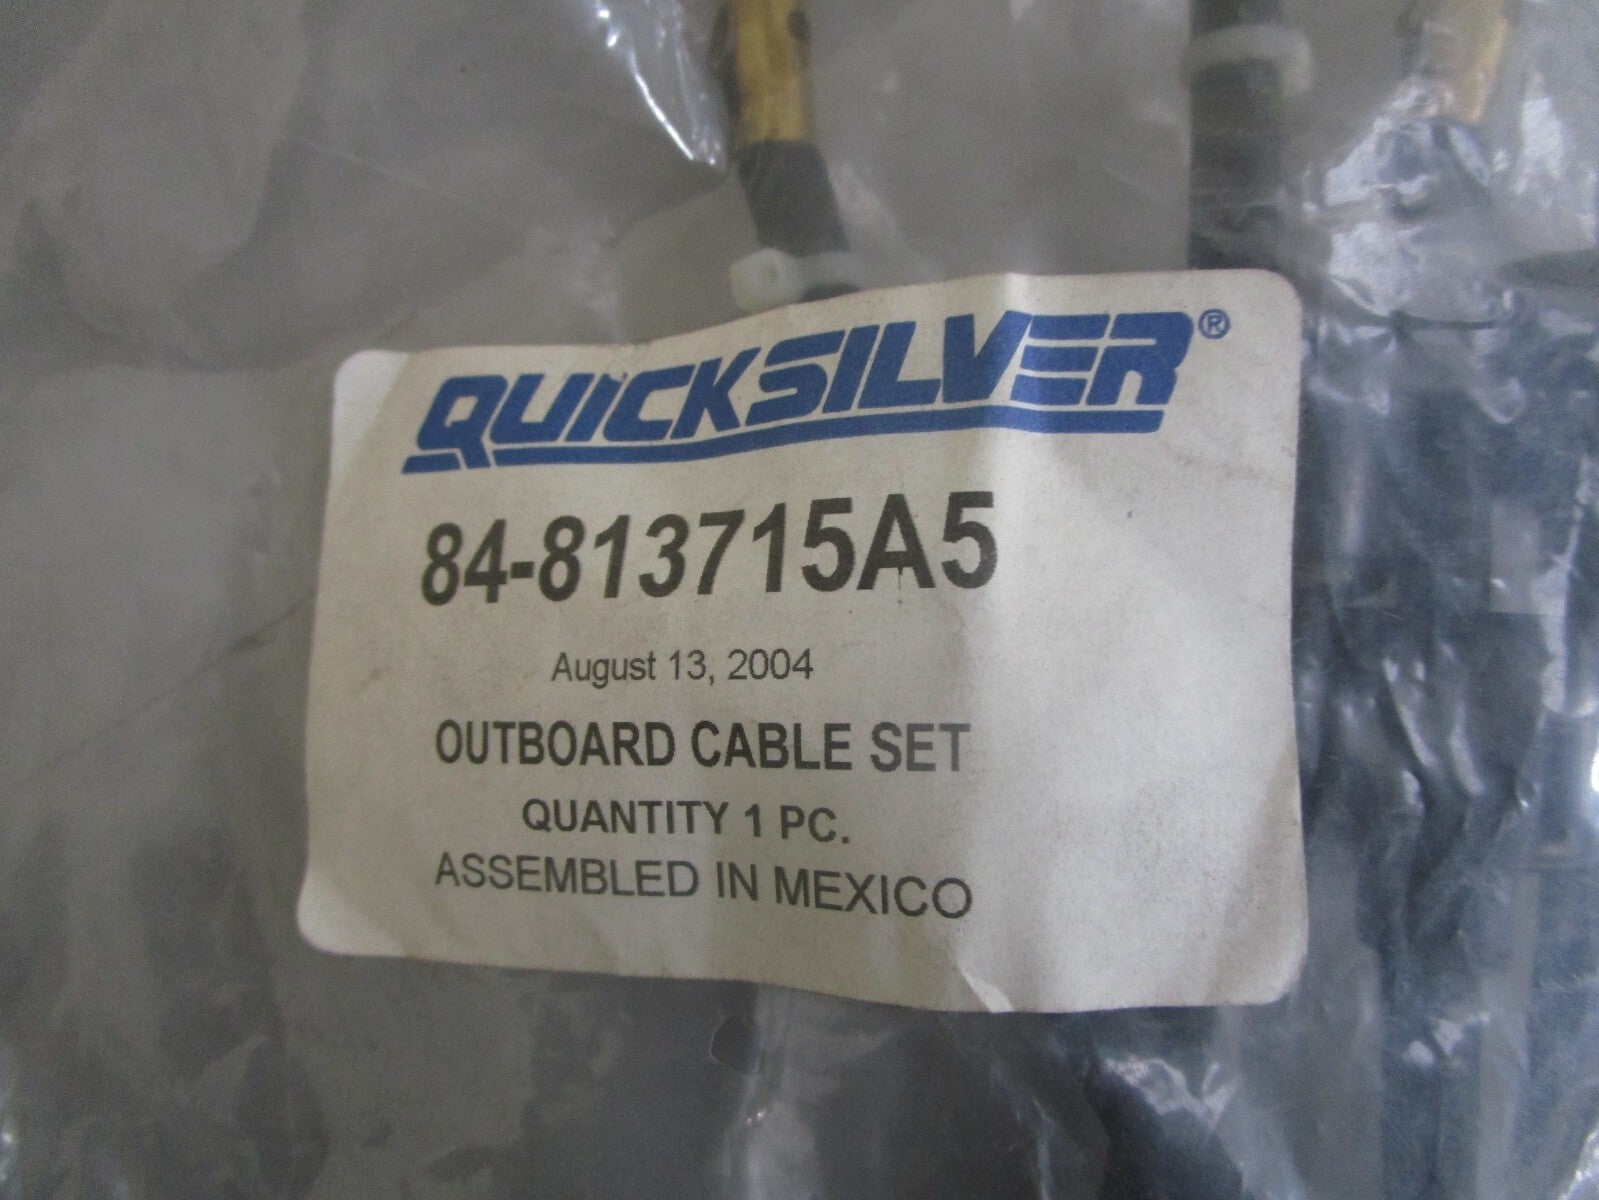 QUICKSILVER®
84-813715A5
August 13, 2004
OUTBOARD CABLE SET
QUANTITY 1 PC.
ASSEMBLED IN MEXICO